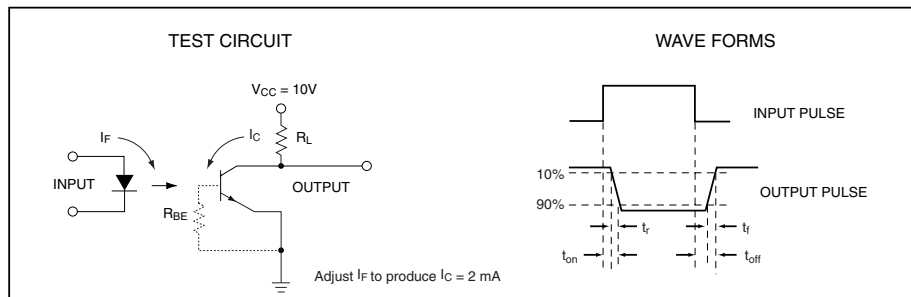 TEST CIRCUIT
WAVE FORMS
VCC = 10V
IF
IC
RL
INPUT
OUTPUT
RBE
Adjust IF to produce IC = 2 mA
INPUT PULSE
10%
OUTPUT PULSE
90%
tr
tf
ton
toff